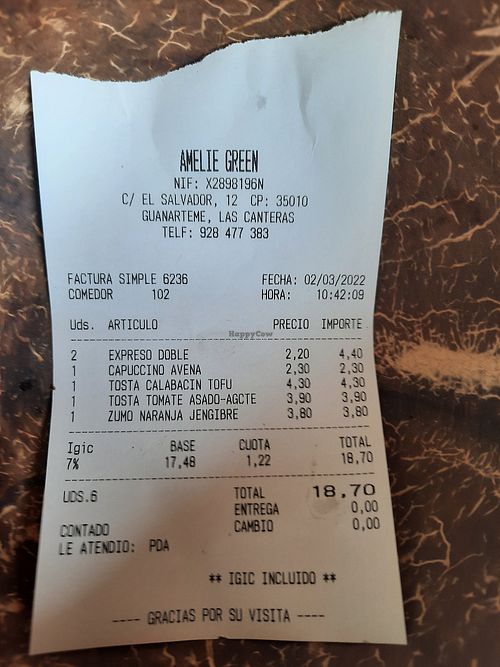 AMELIE GREEN
NIF: X2898196N
C/ EL SALVADOR, 12 CP: 35010
GUANARTEME, LAS CANTERAS
TELF: 928 477 383
FACTURA SIMPLE 6236 FECHA: 02/03/2022
COMEDOR 102 HORA: 10:42:09
Uds. ARTICULO PRECIO IMPORTE
HappyCow
2 EXPRESO DOBLE 2,20 4,40
1 CAPUCCINO AVENA 2,30 2,30
1 TOSTA CALABACIN TOFU 4,30 4,30
1 TOSTA TOMATE ASADO-AGCTE 3,90 3,90
1 ZUMO NARANJA JENGIBRE 3,80 3,80
Igic BASE CUOTA TOTAL
7% 17,48 1,22 18,70
UDS.6 TOTAL 18,70
ENTREGA 0,00
CONTADO CAMBIO 0,00
LE ATENDIO: PDA
** IGIC INCLUIDO **
---- GRACIAS POR SU VISITA ----